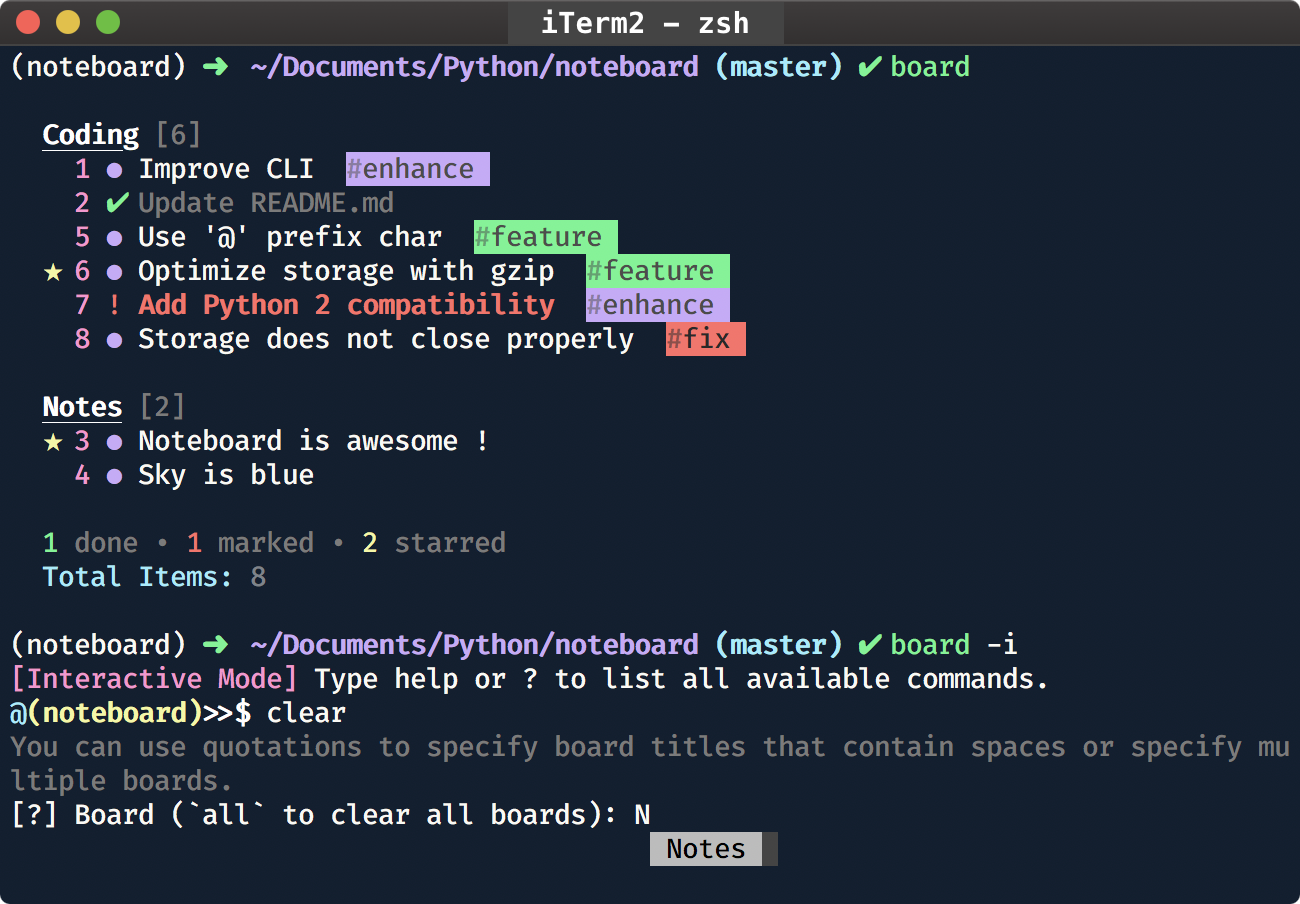 iTerm2 – zsh
(noteboard) ➜ ~/Documents/Python/noteboard (master) ✔ board
Coding [6]
1 ● Improve CLI #enhance
2 ✔ Update README.md
5 ● Use '@' prefix char #feature
★ 6 ● Optimize storage with gzip #feature
7 ! Add Python 2 compatibility #enhance
8 ● Storage does not close properly #fix
Notes [2]
★ 3 ● Noteboard is awesome !
4 ● Sky is blue
1 done • 1 marked • 2 starred
Total Items: 8
(noteboard) ➜ ~/Documents/Python/noteboard (master) ✔ board -i
[Interactive Mode] Type help or ? to list all available commands.
@(noteboard)>>$ clear
You can use quotations to specify board titles that contain spaces or specify mu
ltiple boards.
[?] Board (`all` to clear all boards): N
Notes